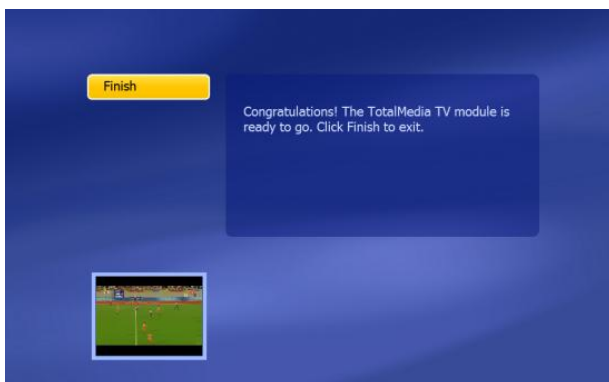 Finish
Congratulations! The TotalMedia TV module is
ready to go. Click Finish to exit.